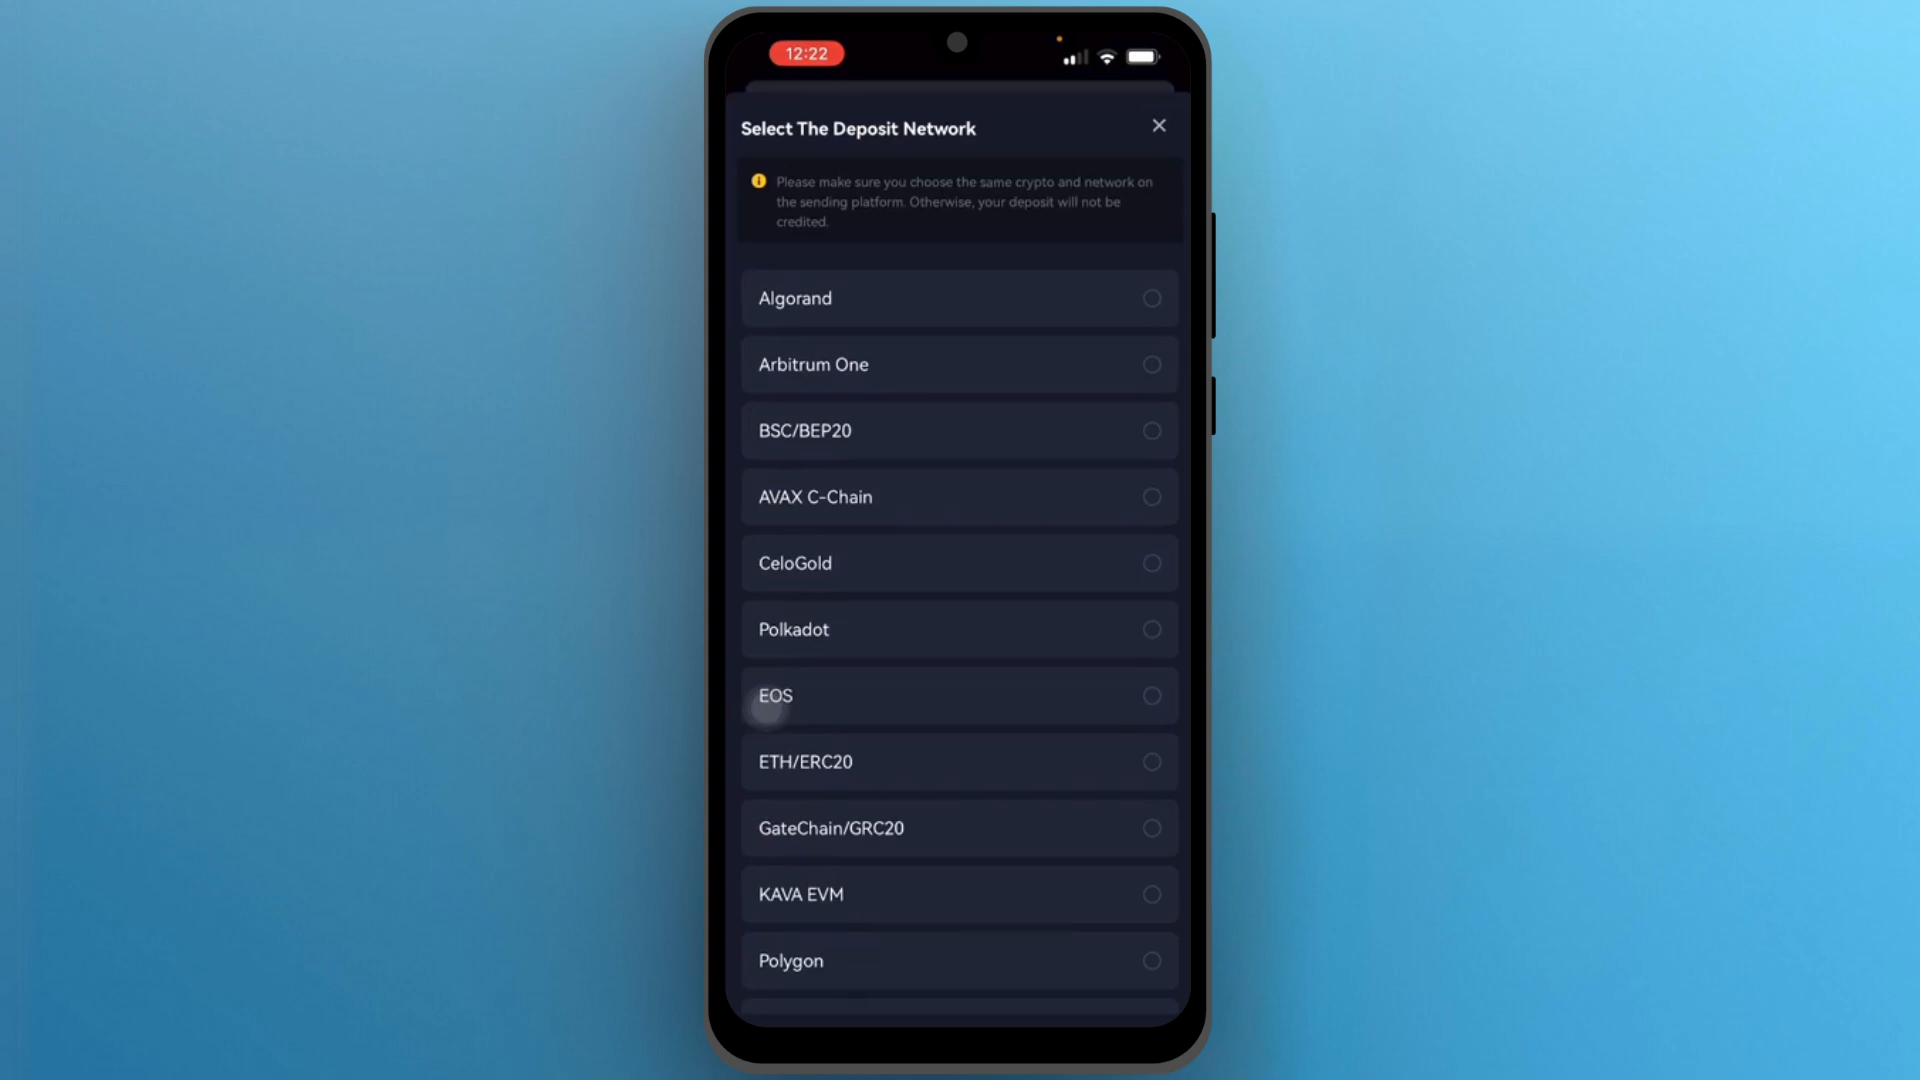 12:22
Select The Deposit Network
Please make sure you choose the same crypto and network on
the sending platform. Otherwise, your deposit will not be
credited.
Algorand
Arbitrum One
BSC/BEP20
AVAX C-Chain
CeloGold
Polkadot
EOS
ETH/ERC20
GateChain/GRC20
KAVA EVM
Polygon